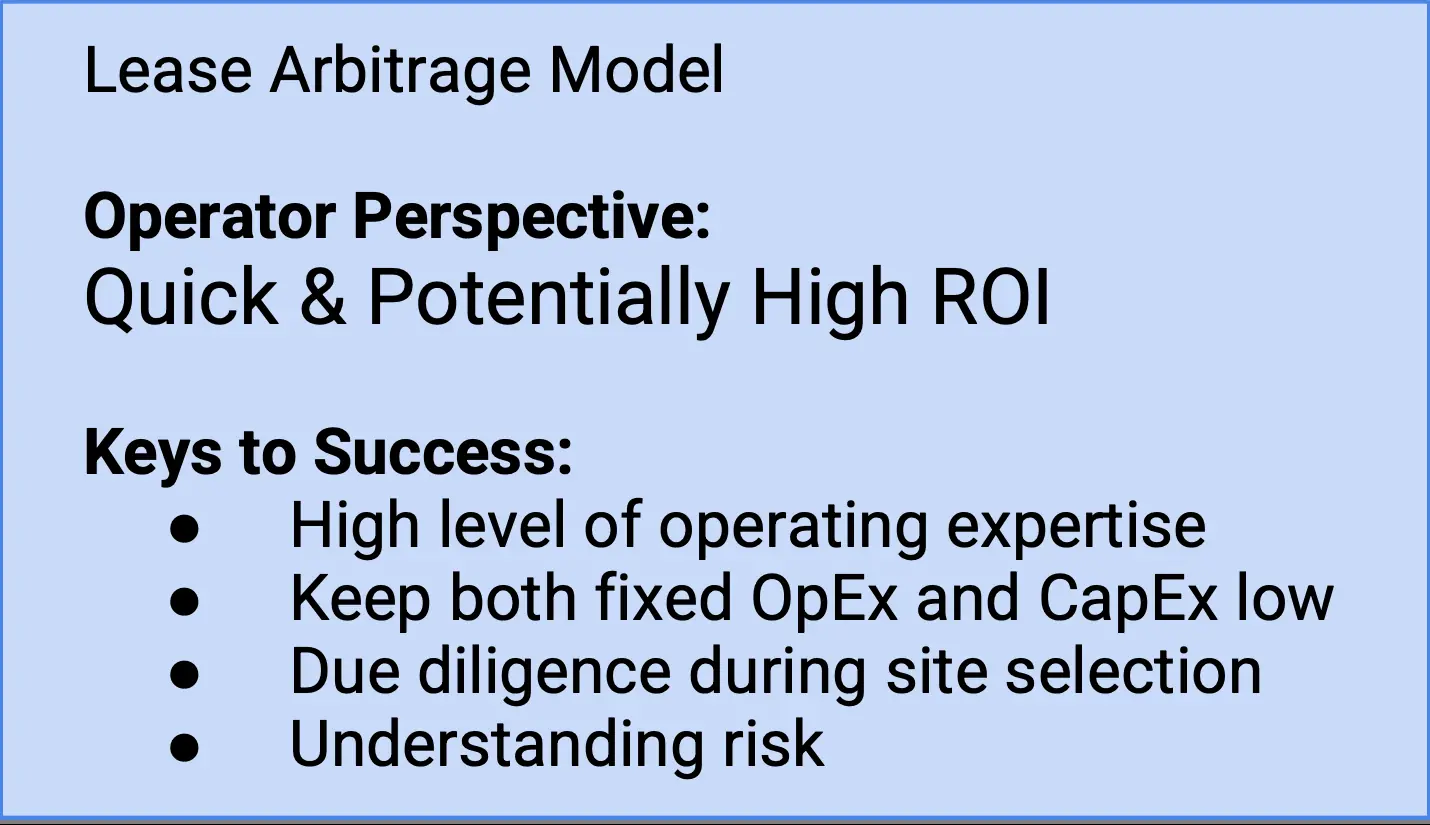 Lease Arbitrage Model
Operator Perspective:
Quick & Potentially High ROI
Keys to Success:
● High level of operating expertise
● Keep both fixed OpEx and CapEx low
● Due diligence during site selection
● Understanding risk